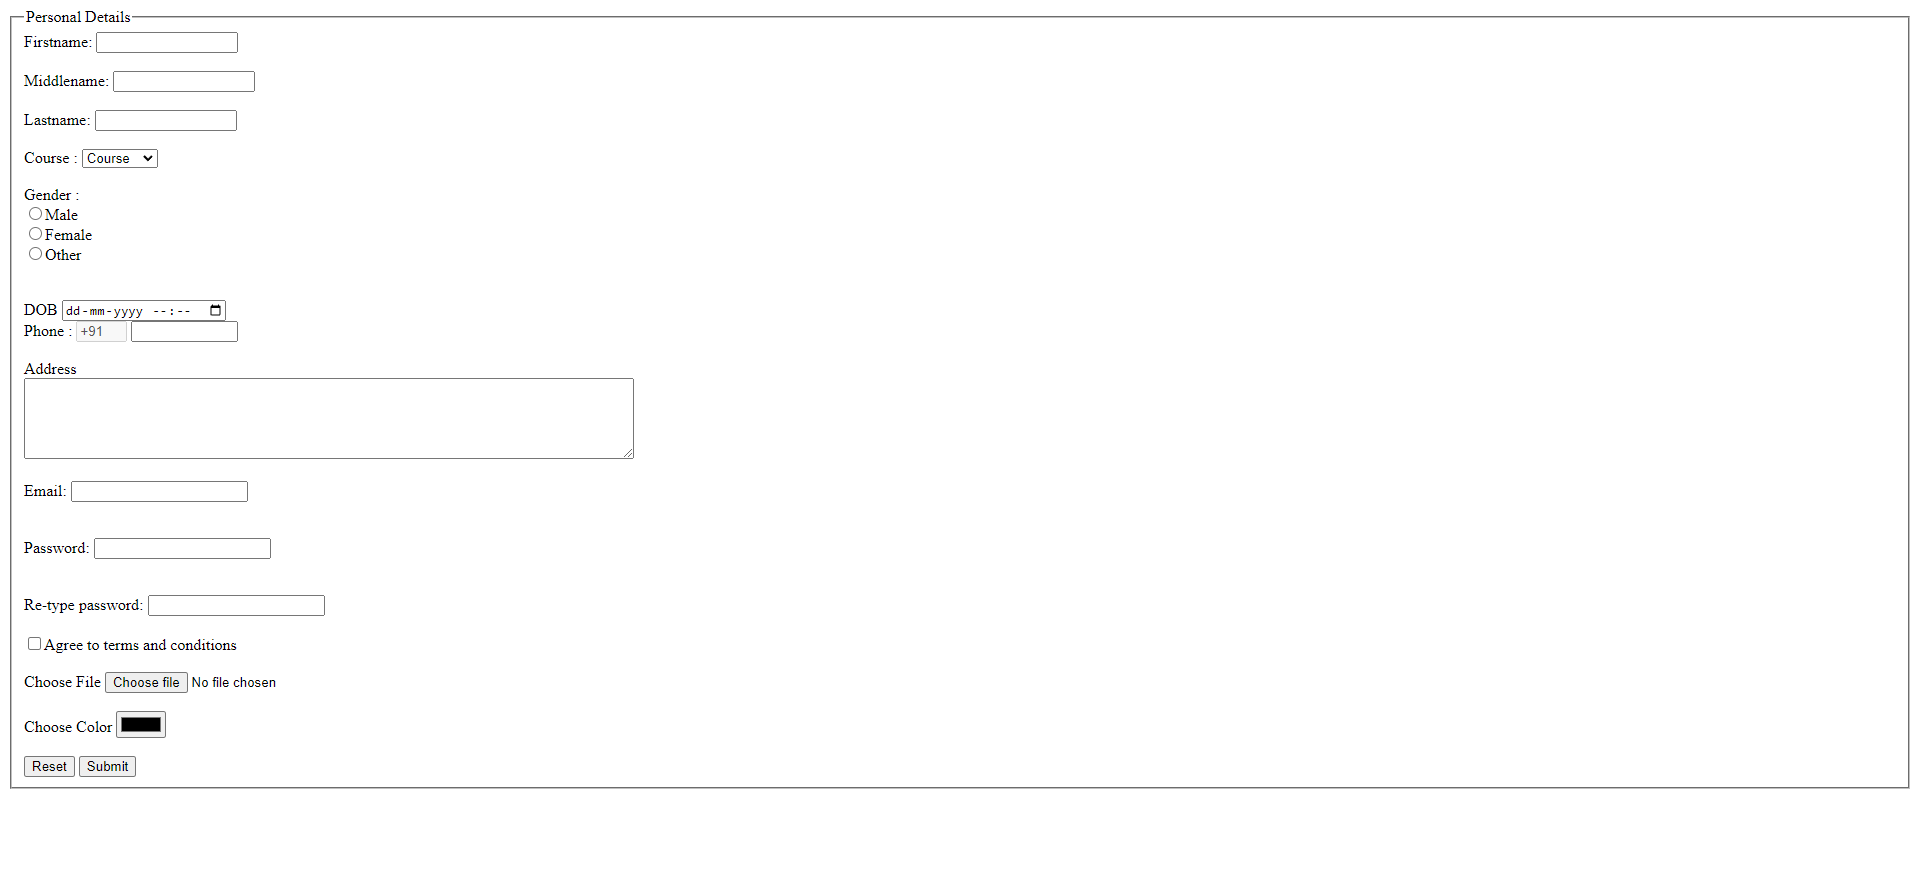 Personal Details
Firstname:
Middlename:
Lastname:
Course : Course
Gender :
Male
Female
Other
DOB dd-mm-yyyy --:--
Phone : +91
Address
Email:
Password:
Re-type password:
Agree to terms and conditions
Choose File Choose file No file chosen
Choose Color
Reset Submit